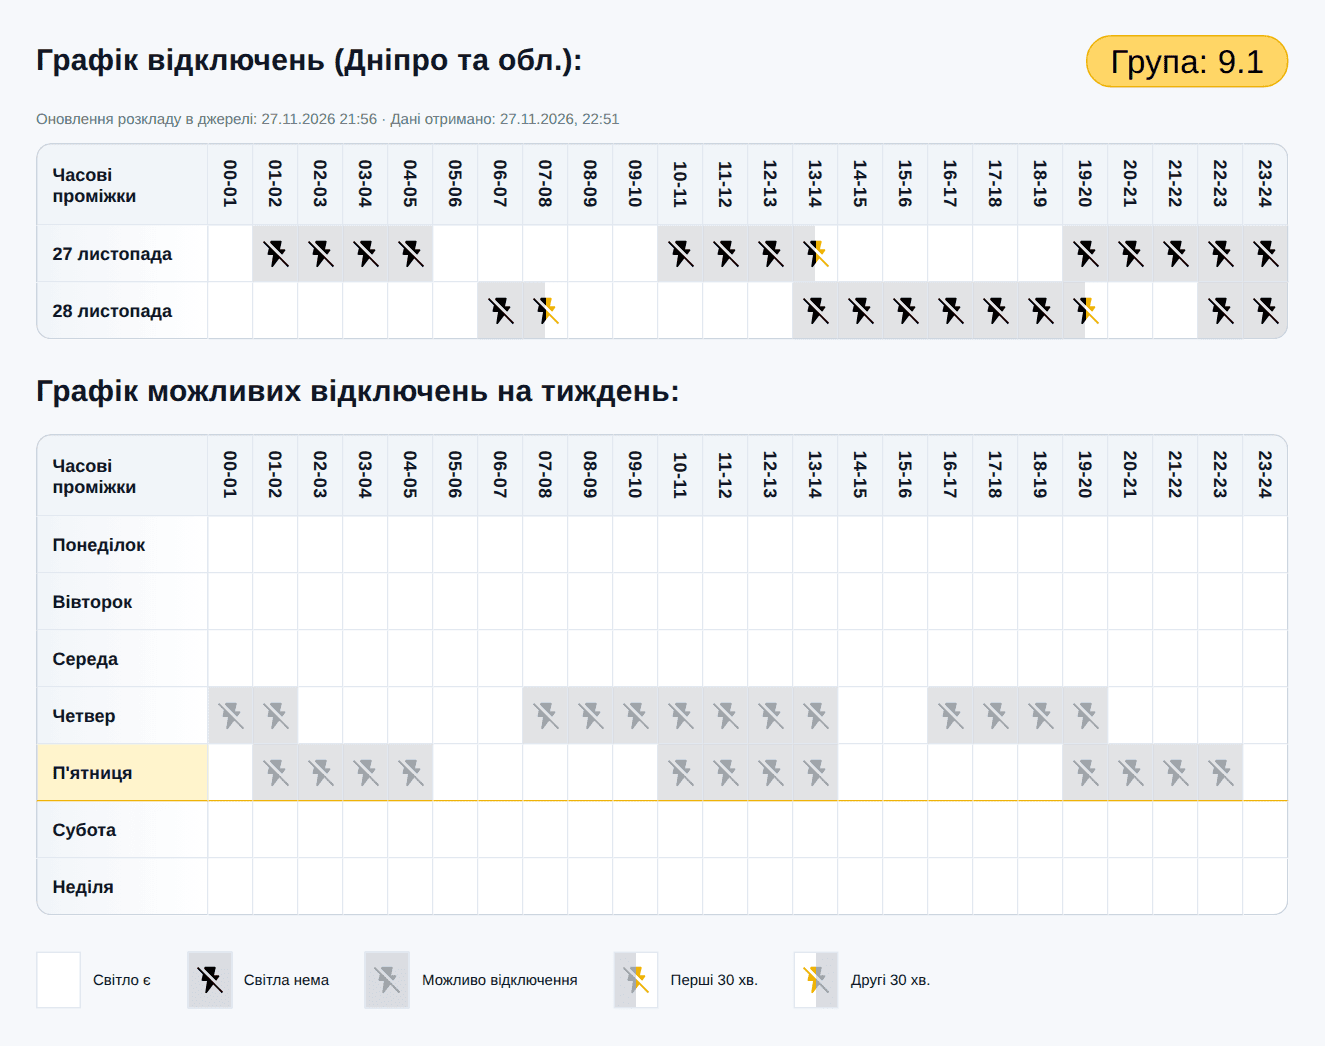 Графік відключень (Дніпро та обл.):
Група: 9.1
Оновлення розкладу в джерелі: 27.11.2026 21:56 · Дані отримано: 27.11.2026, 22:51
Часові проміжки 00-01 01-02 02-03 03-04 04-05 05-06 06-07 07-08 08-09 09-10 10-11 11-12 12-13 13-14 14-15 15-16 16-17 17-18 18-19 19-20 20-21 21-22 22-23 23-24
27 листопада
28 листопада
Графік можливих відключень на тиждень:
Часові проміжки 00-01 01-02 02-03 03-04 04-05 05-06 06-07 07-08 08-09 09-10 10-11 11-12 12-13 13-14 14-15 15-16 16-17 17-18 18-19 19-20 20-21 21-22 22-23 23-24
Понеділок
Вівторок
Середа
Четвер
П'ятниця
Субота
Неділя
Світло є Світла нема Можливо відключення Перші 30 хв. Другі 30 хв.